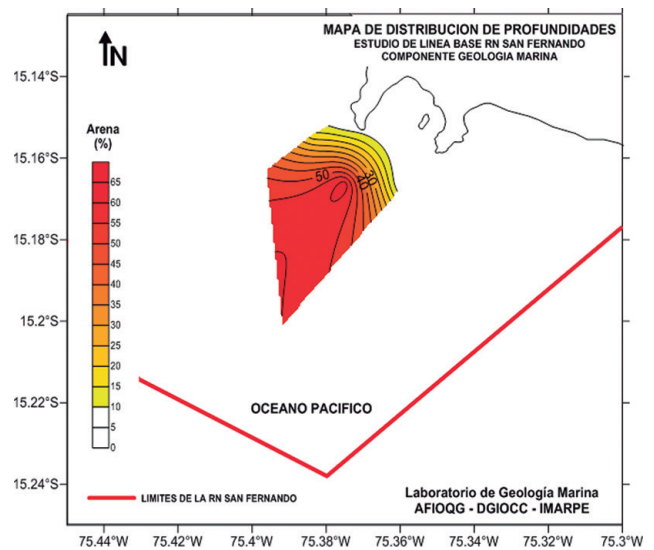 MAPA DE DISTRIBUCION DE PROFUNDIDADES
ESTUDIO DE LINEA BASE RN SAN FERNANDO
COMPONENTE GEOLOGIA MARINA
N
15.14°S
15.16°S
15.18°S
15.2°S
15.22°S
15.24°S
Arena
(%)
65
60
55
50
45
40
35
30
25
20
15
10
5
0
50
40
30
OCEANO PACIFICO
LIMITES DE LA RN SAN FERNANDO
Laboratorio de Geología Marina
AFIOQG - DGIOCC - IMARPE
75.44°W 75.42°W 75.4°W 75.38°W 75.36°W 75.34°W 75.32°W 75.3°W